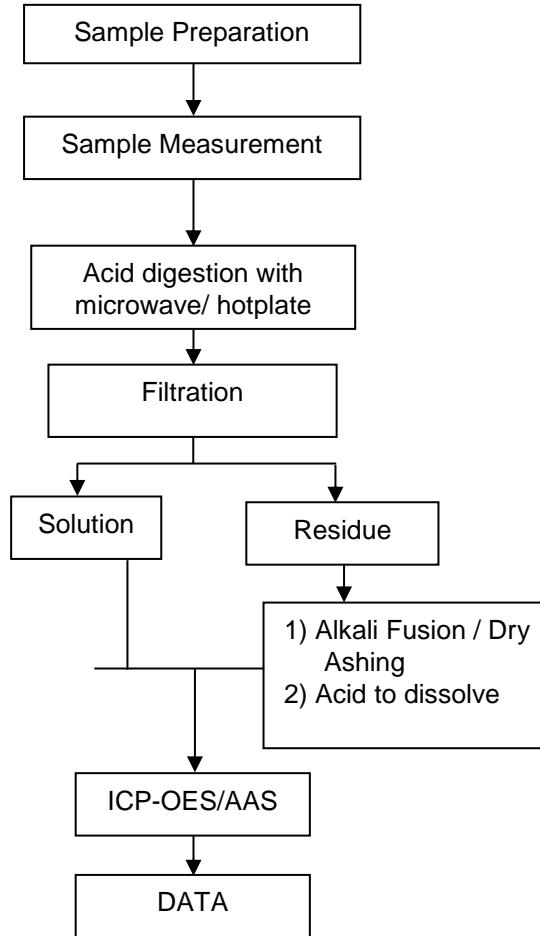 Sample Preparation
Sample Measurement
Acid digestion with
microwave/ hotplate
Filtration
Solution
Residue
1) Alkali Fusion / Dry
Ashing
2) Acid to dissolve
ICP-OES/AAS
DATA